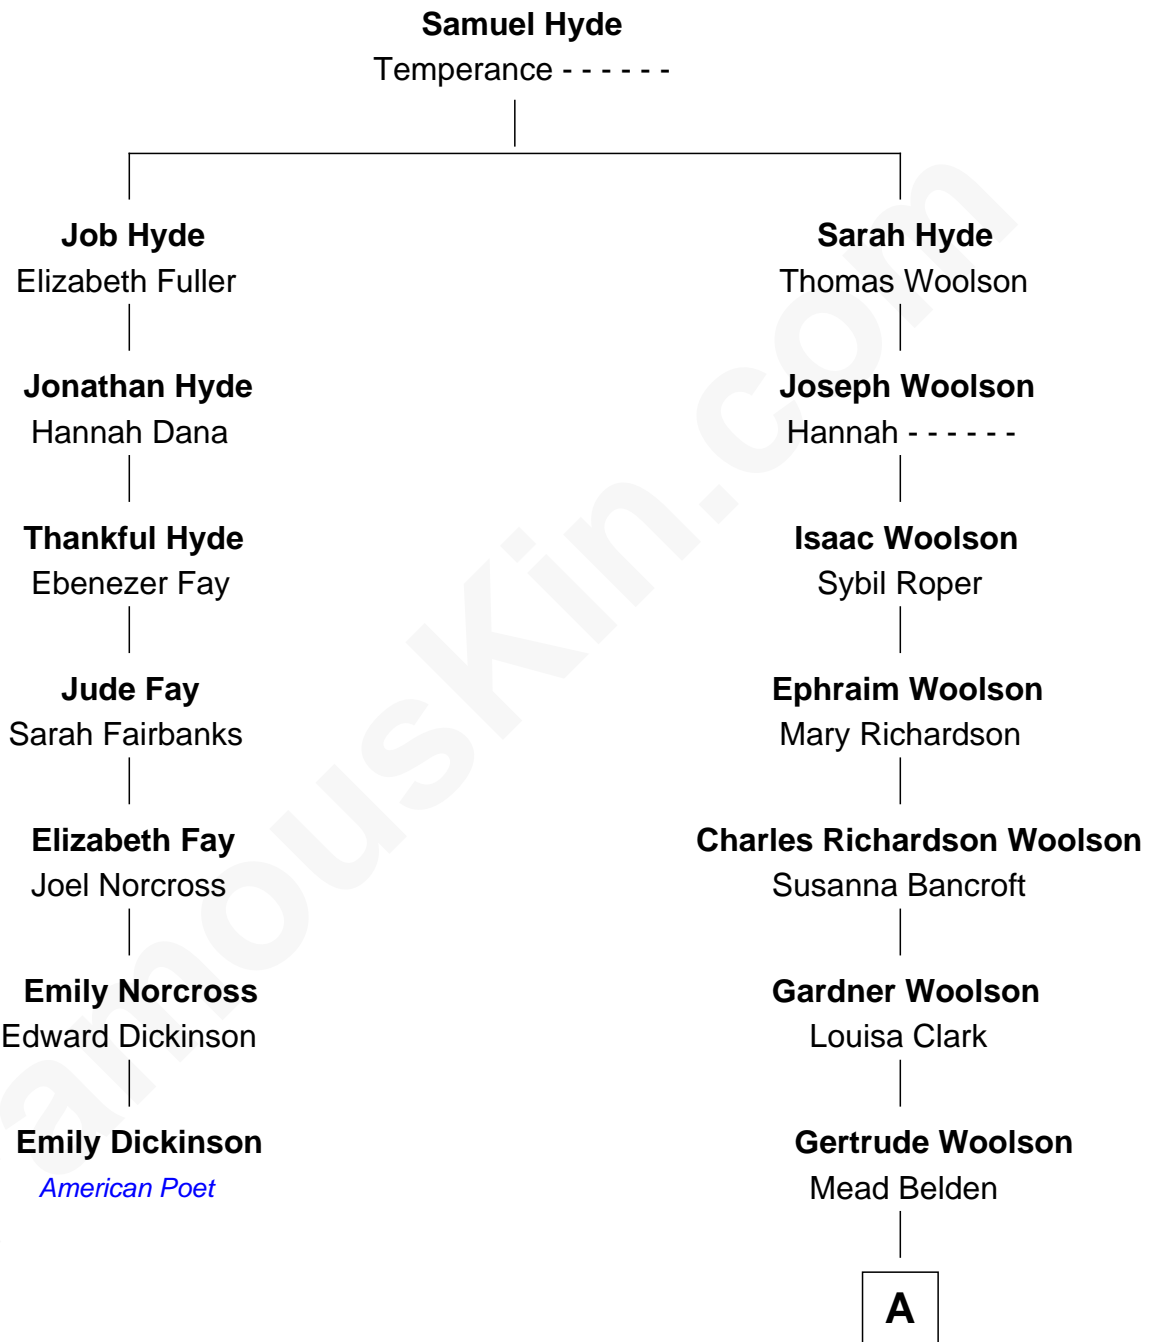 Samuel Hyde
Temperance - - - - - -
Job Hyde
Elizabeth Fuller
Sarah Hyde
Thomas Woolson
Jonathan Hyde
Hannah Dana
Joseph Woolson
Hannah - - - - - -
Thankful Hyde
Ebenezer Fay
Isaac Woolson
Sybil Roper
Jude Fay
Sarah Fairbanks
Ephraim Woolson
Mary Richardson
Elizabeth Fay
Joel Norcross
Charles Richardson Woolson
Susanna Bancroft
Emily Norcross
Edward Dickinson
Gardner Woolson
Louisa Clark
Emily Dickinson
American Poet
Gertrude Woolson
Mead Belden
A
amousKin.com